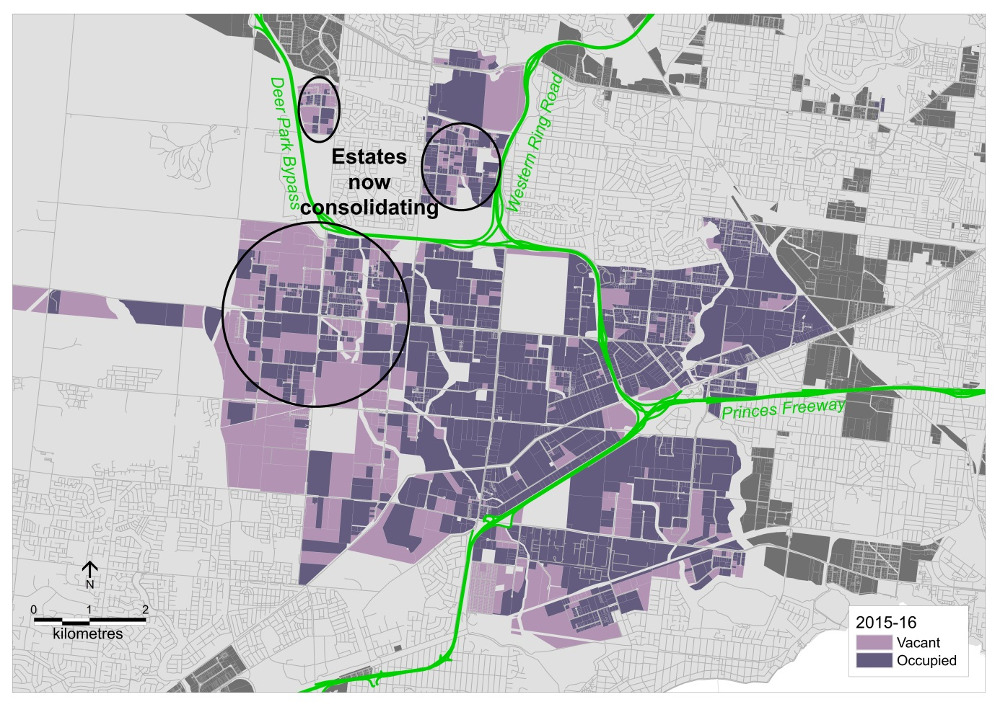 Deer Park Bypass
Western Ring Road
Estates
now
consolidating
Princes Freeway
N
0 1 2
kilometres
2015-16
Vacant
Occupied